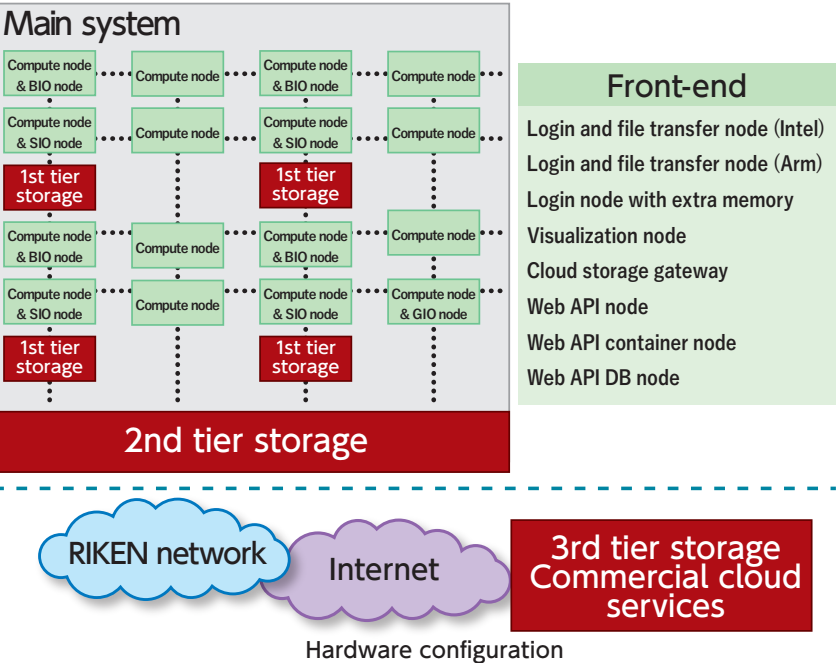 Main system
Compute node
& BIO node
Compute node
Compute node
& BIO node
Compute node
Compute node
& SIO node
Compute node
Compute node
& SIO node
Compute node
1st tier
storage
1st tier
storage
Compute node
& BIO node
Compute node
Compute node
& BIO node
Compute node
Compute node
& SIO node
Compute node
Compute node
& SIO node
Compute node
& GIO node
1st tier
storage
1st tier
storage
2nd tier storage
Front-end
Login and file transfer node (Intel)
Login and file transfer node (Arm)
Login node with extra memory
Visualization node
Cloud storage gateway
Web API node
Web API container node
Web API DB node
RIKEN network
Internet
3rd tier storage
Commercial cloud
services
Hardware configuration